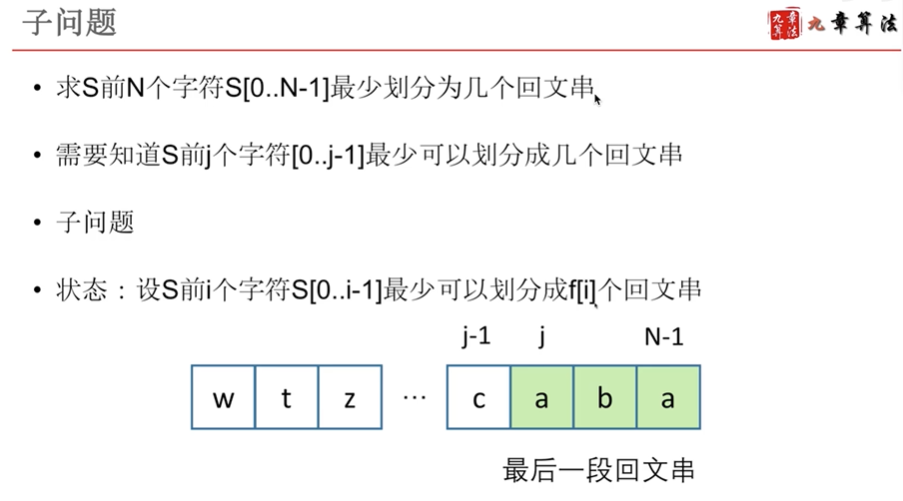 子问题
九章算法
九章算法
• 求S前N个字符S[0..N-1]最少划分为几个回文串
• 需要知道S前j个字符[0..j-1]最少可以划分成几个回文串
• 子问题
• 状态：设S前i个字符S[0..i-1]最少可以划分成f[i]个回文串
j-1 j N-1
w t z … c a b a
最后一段回文串